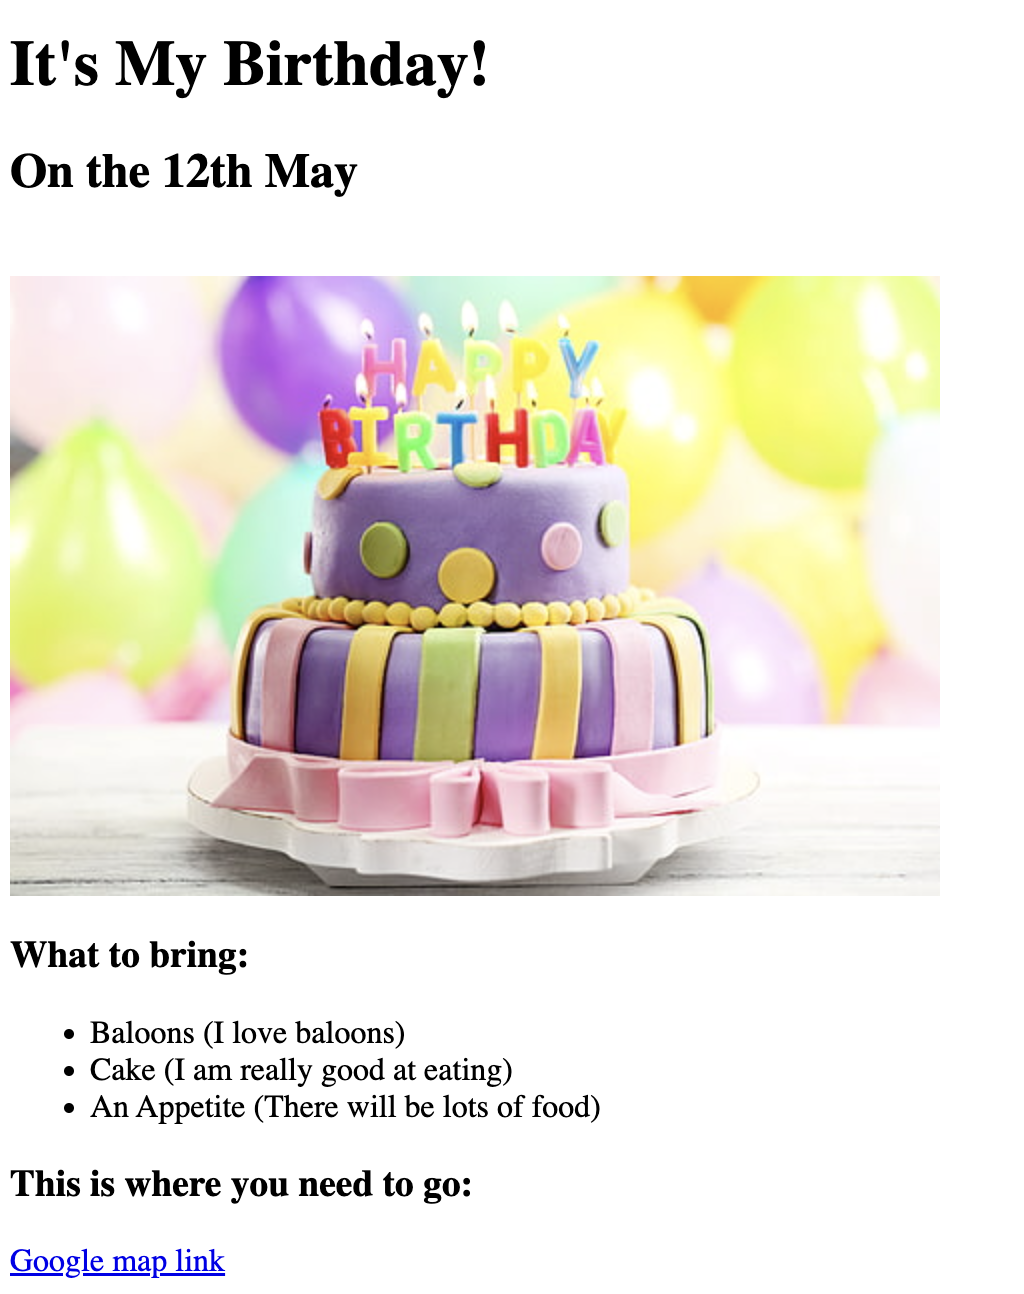 It's My Birthday!
On the 12th May
HAPPY
BIRTHDAY
What to bring:
Baloons (I love baloons)
Cake (I am really good at eating)
An Appetite (There will be lots of food)
This is where you need to go:
Google map link